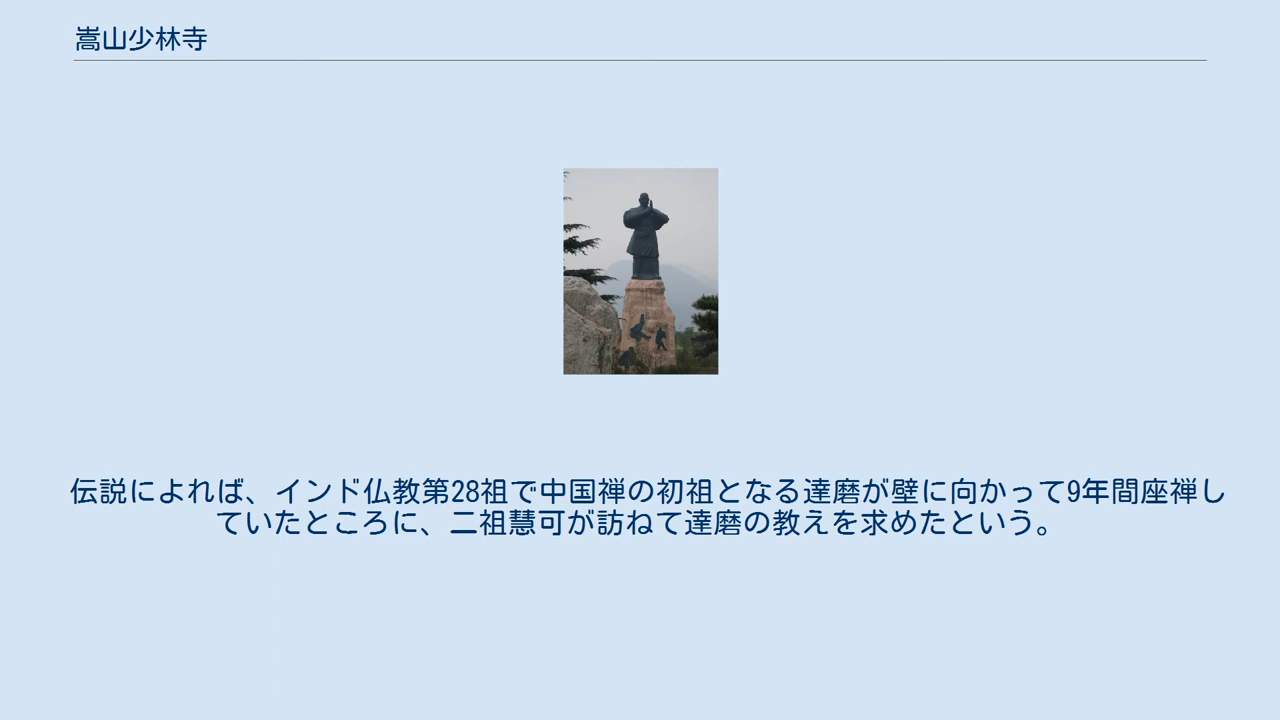 嵩山少林寺
伝説によれば、インド仏教第28祖で中国禅の初祖となる達磨が壁に向かって9年間座禅し
ていたところに、二祖慧可が訪ねて達磨の教えを求めたという。